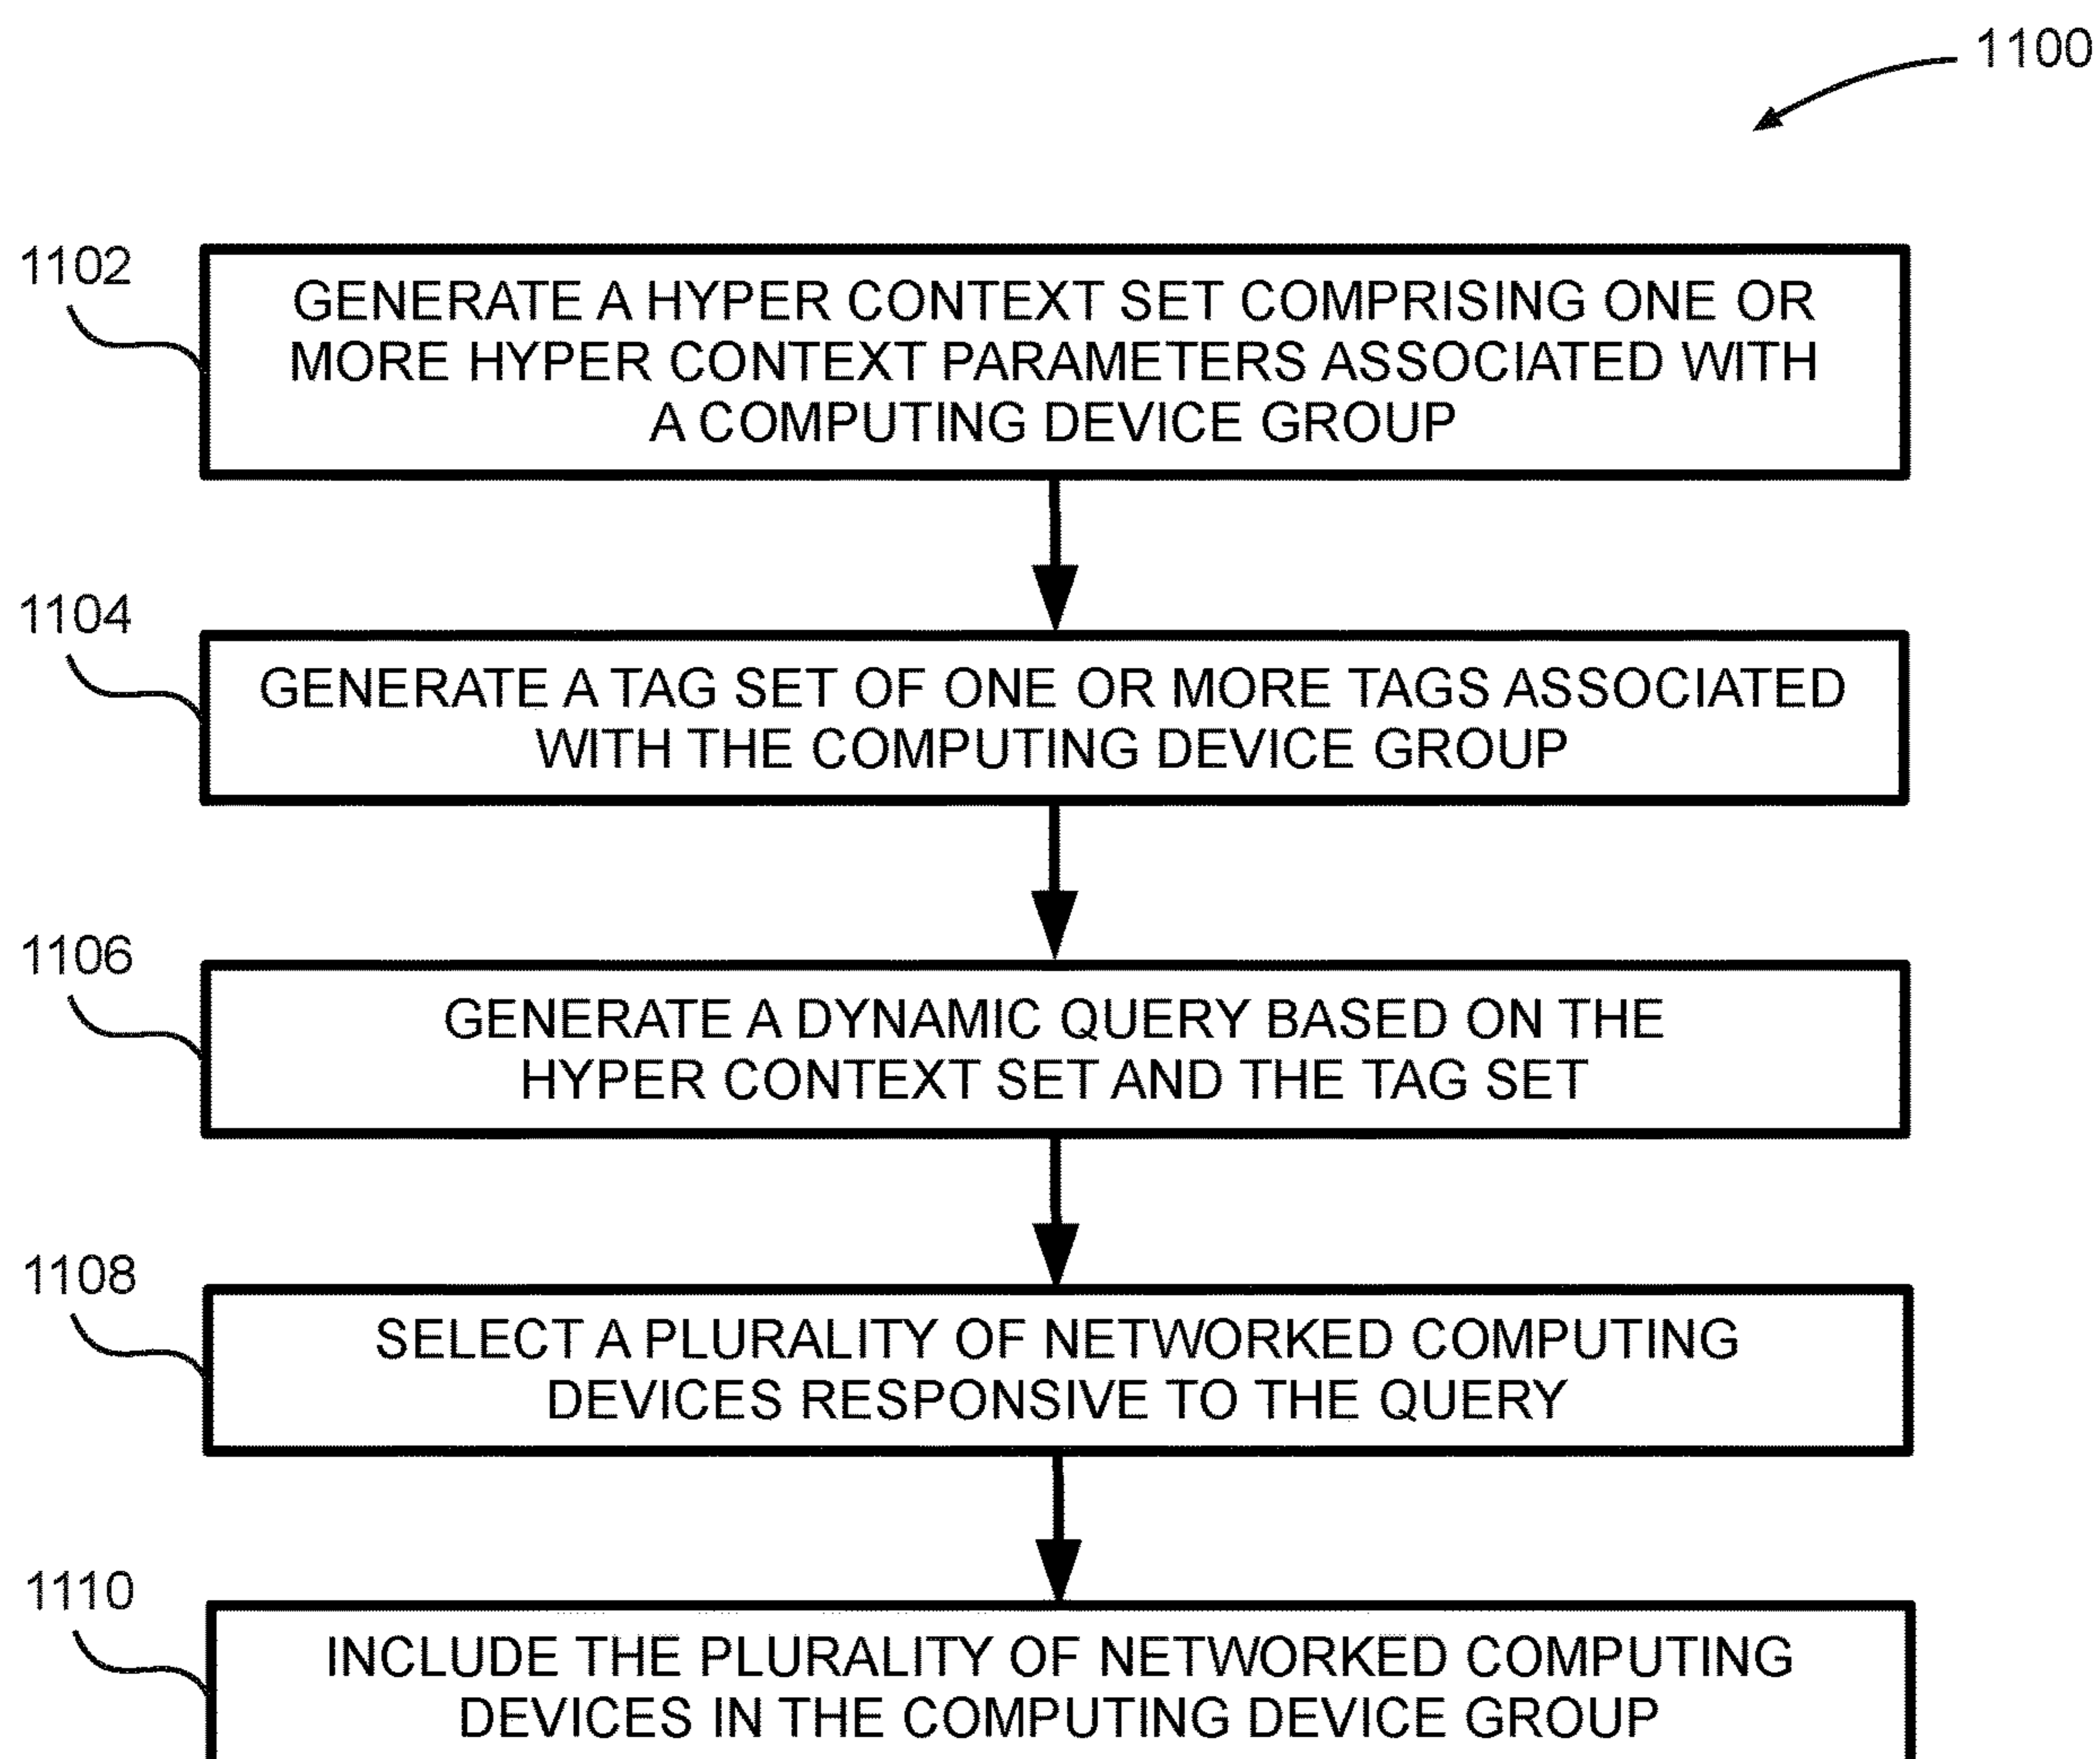 1100
1102
GENERATE A HYPER CONTEXT SET COMPRISING ONE OR
MORE HYPER CONTEXT PARAMETERS ASSOCIATED WITH
A COMPUTING DEVICE GROUP
1104
GENERATE A TAG SET OF ONE OR MORE TAGS ASSOCIATED
WITH THE COMPUTING DEVICE GROUP
1106
GENERATE A DYNAMIC QUERY BASED ON THE
HYPER CONTEXT SET AND THE TAG SET
1108
SELECT A PLURALITY OF NETWORKED COMPUTING
DEVICES RESPONSIVE TO THE QUERY
1110
INCLUDE THE PLURALITY OF NETWORKED COMPUTING
DEVICES IN THE COMPUTING DEVICE GROUP